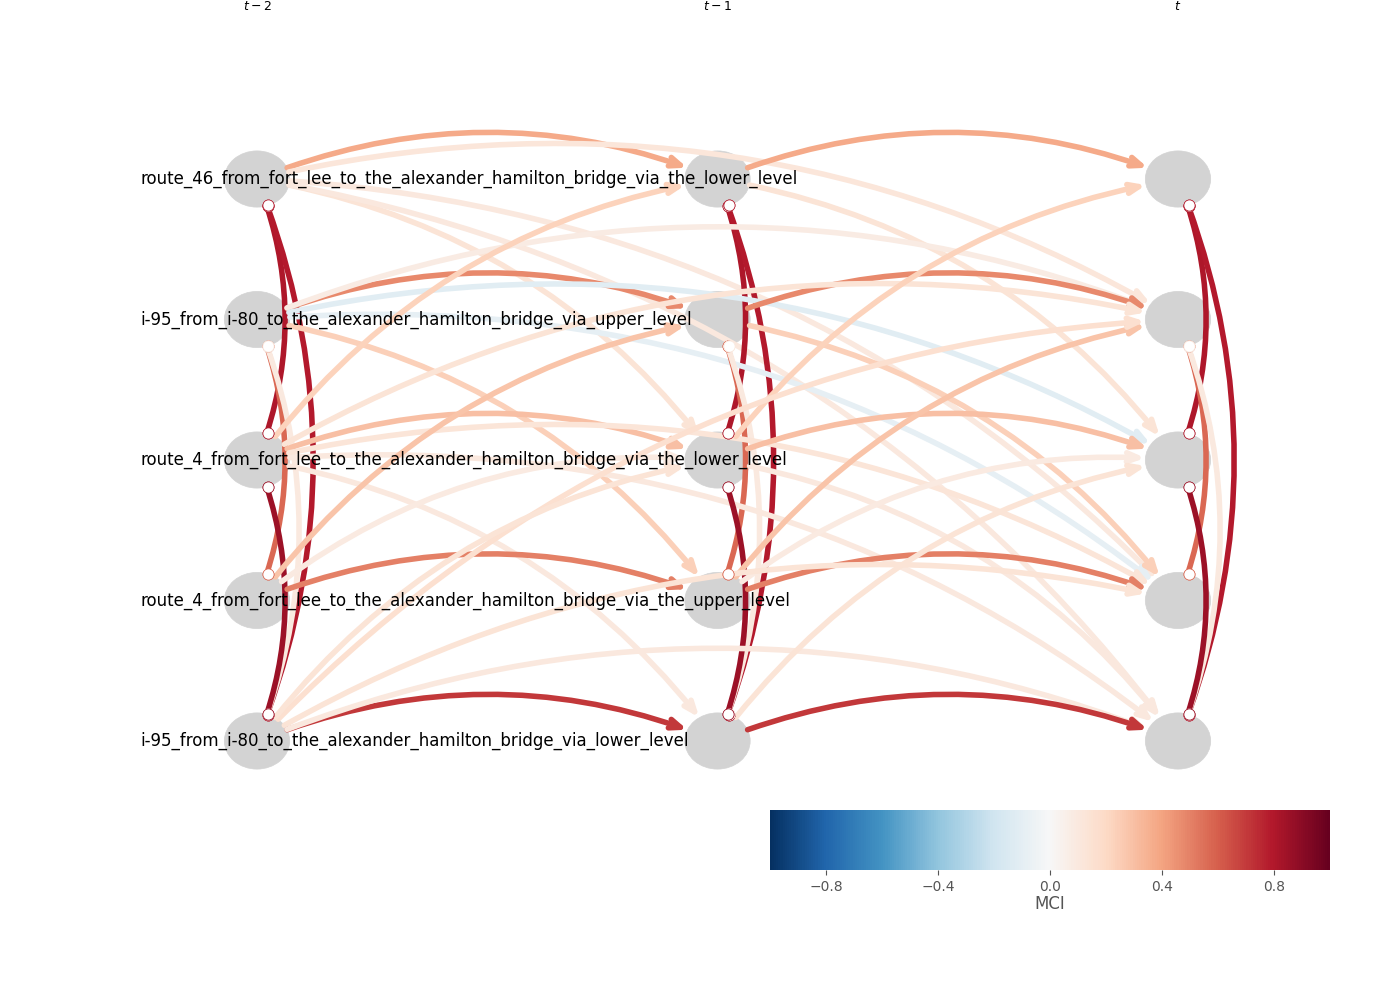 t − 2 t − 1 t
route_46_from_fort_lee_to_the_alexander_hamilton_bridge_via_the_lower_level
i-95_from_i-80_to_the_alexander_hamilton_bridge_via_upper_level
route_4_from_fort_lee_to_the_alexander_hamilton_bridge_via_the_lower_level
route_4_from_fort_lee_to_the_alexander_hamilton_bridge_via_the_upper_level
i-95_from_i-80_to_the_alexander_hamilton_bridge_via_lower_level
−0.8 −0.4 0.0 0.4 0.8
MCI